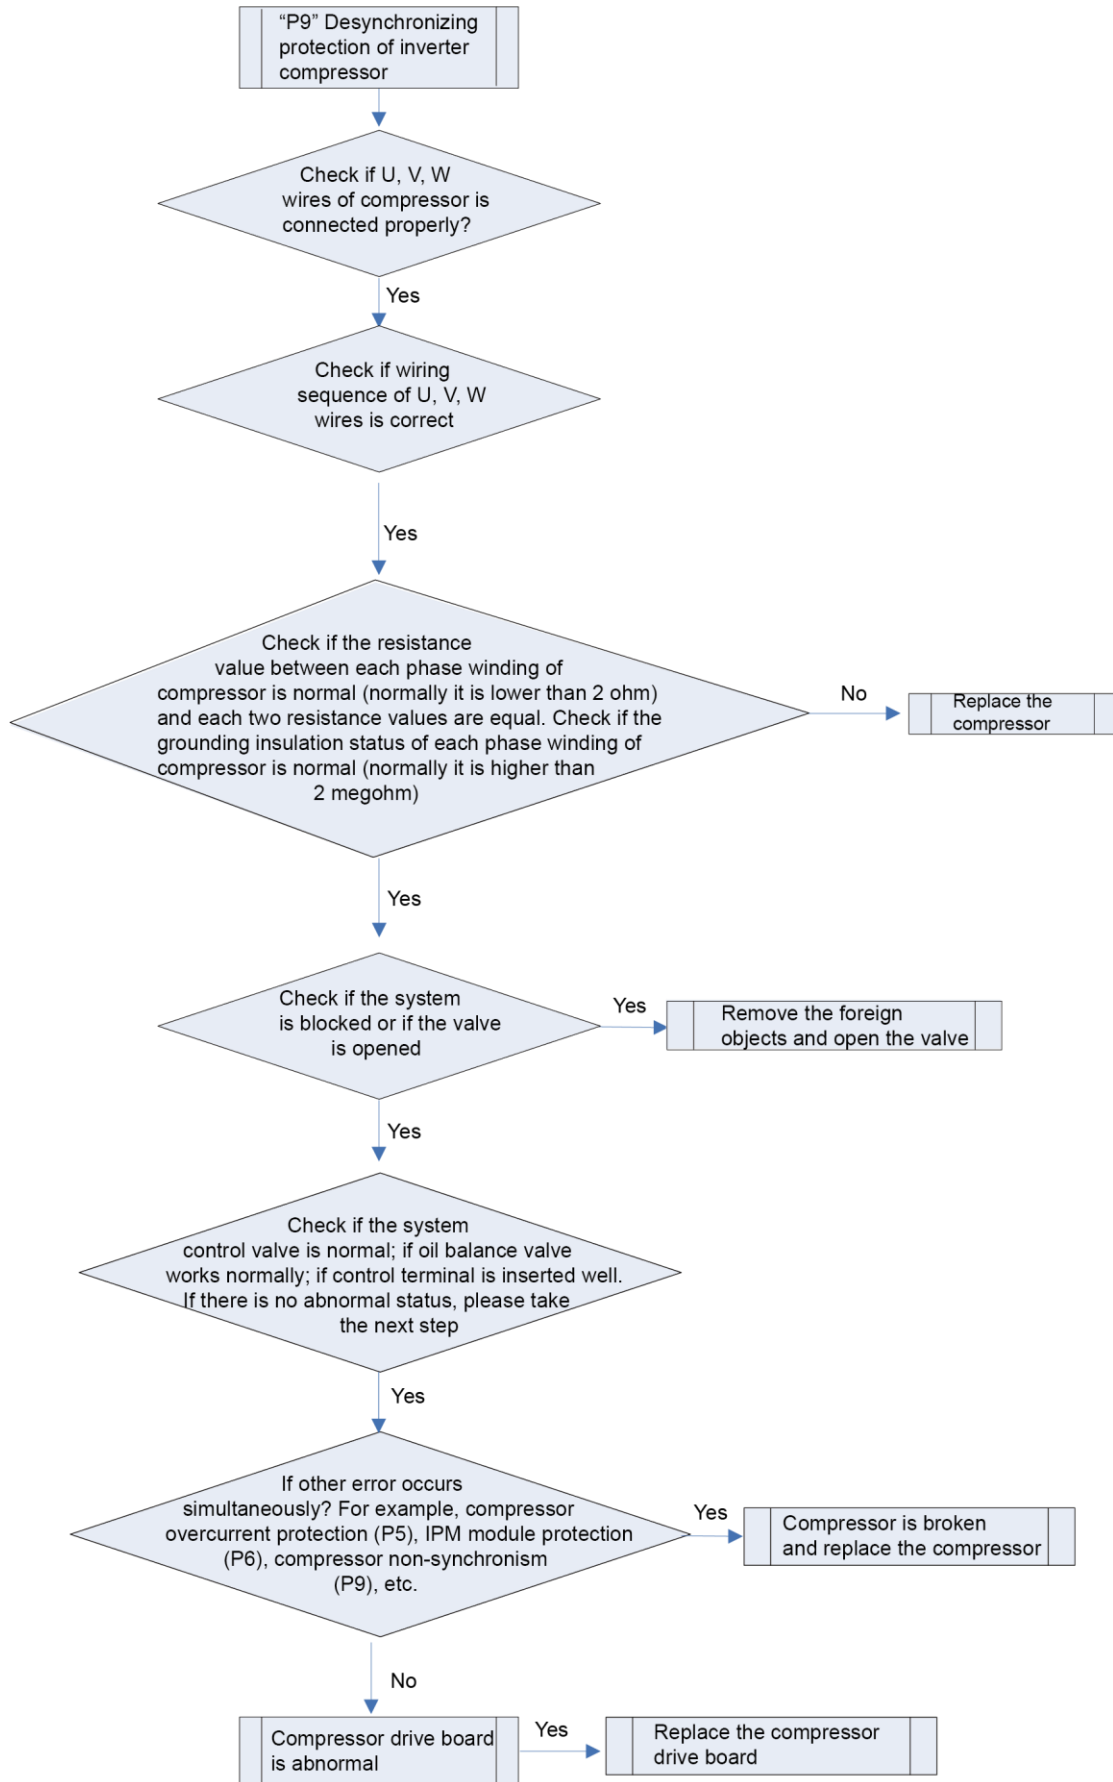 “P9” Desynchronizing
protection of inverter
compressor
Check if U, V, W
wires of compressor is
connected properly?
Yes
Check if wiring
sequence of U, V, W
wires is correct
Yes
Check if the resistance
value between each phase winding of
compressor is normal (normally it is lower than 2 ohm)
and each two resistance values are equal. Check if the
grounding insulation status of each phase winding of
compressor is normal (normally it is higher than
2 megohm)
No
Replace the
compressor
Yes
Check if the system
is blocked or if the valve
is opened
Yes
Remove the foreign
objects and open the valve
Yes
Check if the system
control valve is normal; if oil balance valve
works normally; if control terminal is inserted well.
If there is no abnormal status, please take
the next step
Yes
If other error occurs
simultaneously? For example, compressor
overcurrent protection (P5), IPM module protection
(P6), compressor non-synchronism
(P9), etc.
Yes
Compressor is broken
and replace the compressor
No
Compressor drive board
is abnormal
Yes
Replace the compressor
drive board